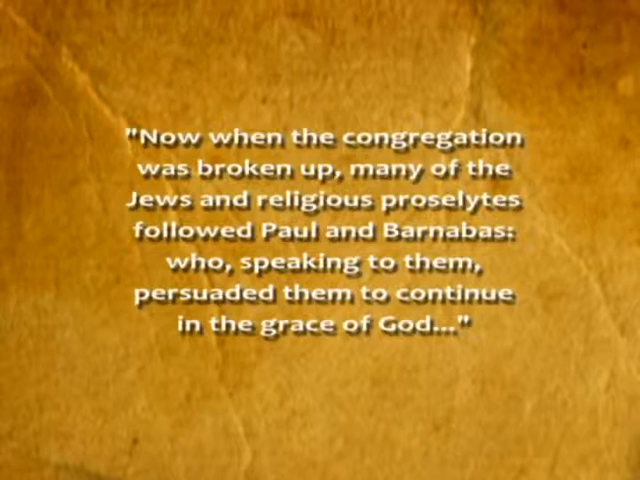 "Now when the congregation
was broken up, many of the
Jews and religious proselytes
followed Paul and Barnabas:
who, speaking to them,
persuaded them to continue
in the grace of God..."